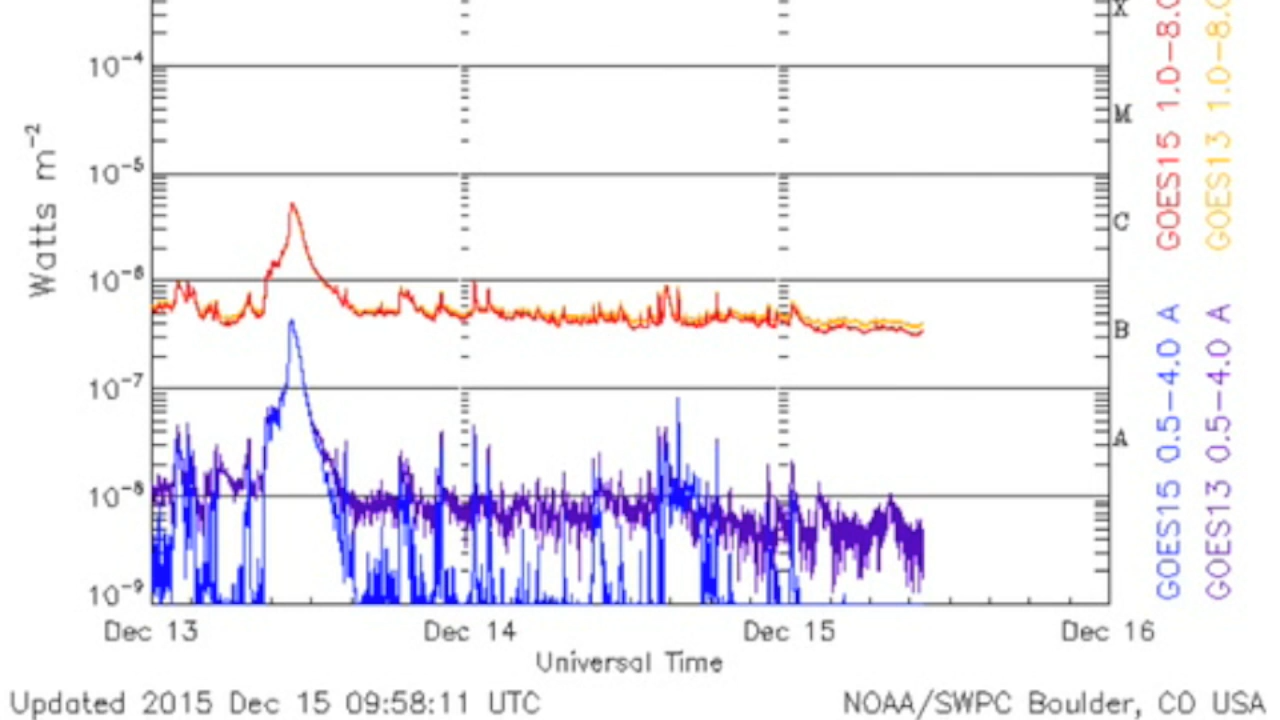 X
10⁻⁴
M
10⁻⁵
C
10⁻⁶
B
10⁻⁷
A
10⁻⁸
10⁻⁹
Watts m⁻²
Dec 13 Dec 14 Dec 15 Dec 16
Universal Time
GOES15 1.0-8.0
GOES13 1.0-8.0
GOES15 0.5-4.0 A
GOES13 0.5-4.0 A
Updated 2015 Dec 15 09:58:11 UTC
NOAA/SWPC Boulder, CO USA